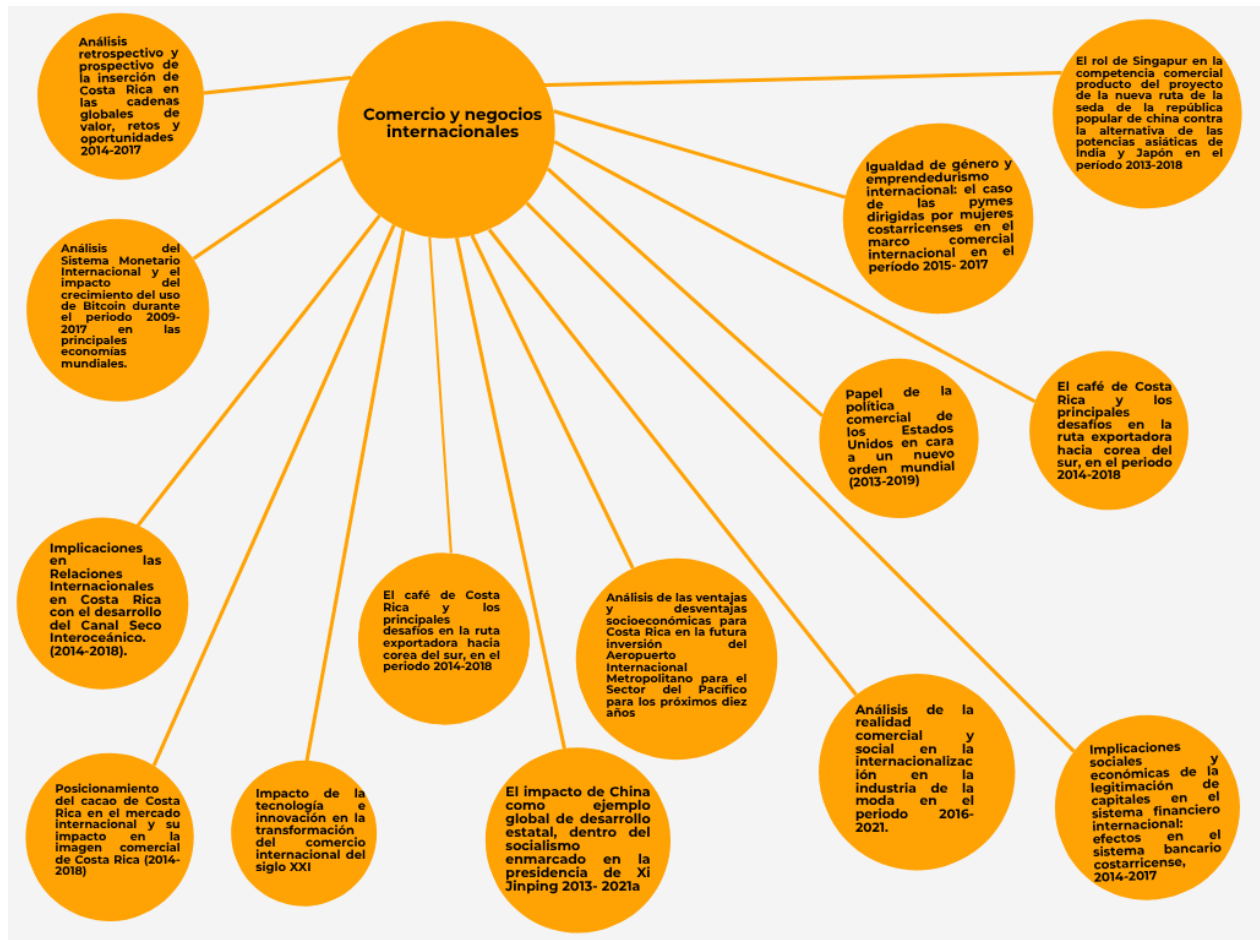 Comercio y negocios
internacionales
Análisis
retrospectivo y
prospectivo de
la inserción de
Costa Rica en
las cadenas
globales de
valor, retos y
oportunidades
2014-2017
El rol de Singapur en la
competencia comercial
producto del proyecto
de la nueva ruta de la
seda de la república
popular de china contra
la alternativa de las
potencias asiáticas de
India y Japón en el
período 2013-2018
Igualdad de género y
emprendedurismo
internacional: el caso
de las pymes
dirigidas por mujeres
costarricenses en el
marco comercial
internacional en el
período 2015- 2017
Análisis del
Sistema Monetario
Internacional y el
impacto del
crecimiento del uso
de Bitcoin durante
el periodo 2009-
2017 en las
principales
economías
mundiales.
Papel de la
política
comercial de
los Estados
Unidos en cara
a un nuevo
orden mundial
(2013-2019)
El café de Costa
Rica y los
principales
desafíos en la
ruta exportadora
hacia corea del
sur, en el periodo
2014-2018
Implicaciones
en las
Relaciones
Internacionales
en Costa Rica
con el desarrollo
del Canal Seco
Interoceánico.
(2014-2018).
El café de Costa
Rica y los
principales
desafíos en la ruta
exportadora hacia
corea del sur, en el
periodo 2014-2018
Análisis de las ventajas
y desventajas
socioeconómicas para
Costa Rica en la futura
inversión del
Aeropuerto
Internacional
Metropolitano para el
Sector del Pacífico
para los próximos diez
años
Análisis de la
realidad
comercial y
social en la
internacionalizac
ión en la
industria de la
moda en el
periodo 2016-
2021.
Implicaciones
sociales y
económicas de la
legitimación de
capitales en el
sistema financiero
internacional:
efectos en el
sistema bancario
costarricense,
2014-2017
Posicionamiento
del cacao de Costa
Rica en el mercado
internacional y su
impacto en la
imagen comercial
de Costa Rica (2014-
2018)
Impacto de la
tecnología e
innovación en la
transformación del
comercio
internacional del
siglo XXI
El impacto de China
como ejemplo
global de desarrollo
estatal, dentro del
socialismo
enmarcado en la
presidencia de Xi
Jinping 2013- 2021a